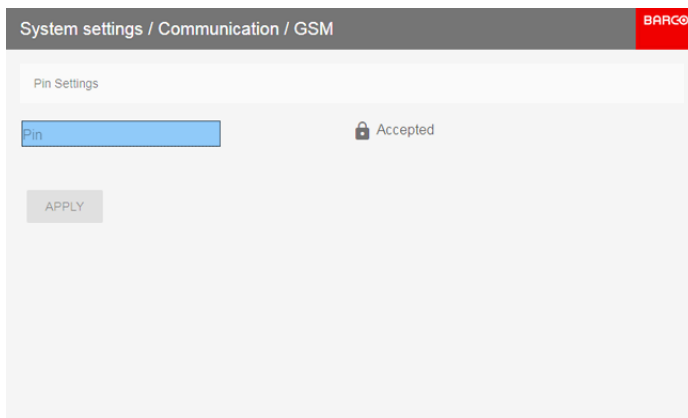 System settings / Communication / GSM
BARCO
Pin Settings
Pin
Accepted
APPLY